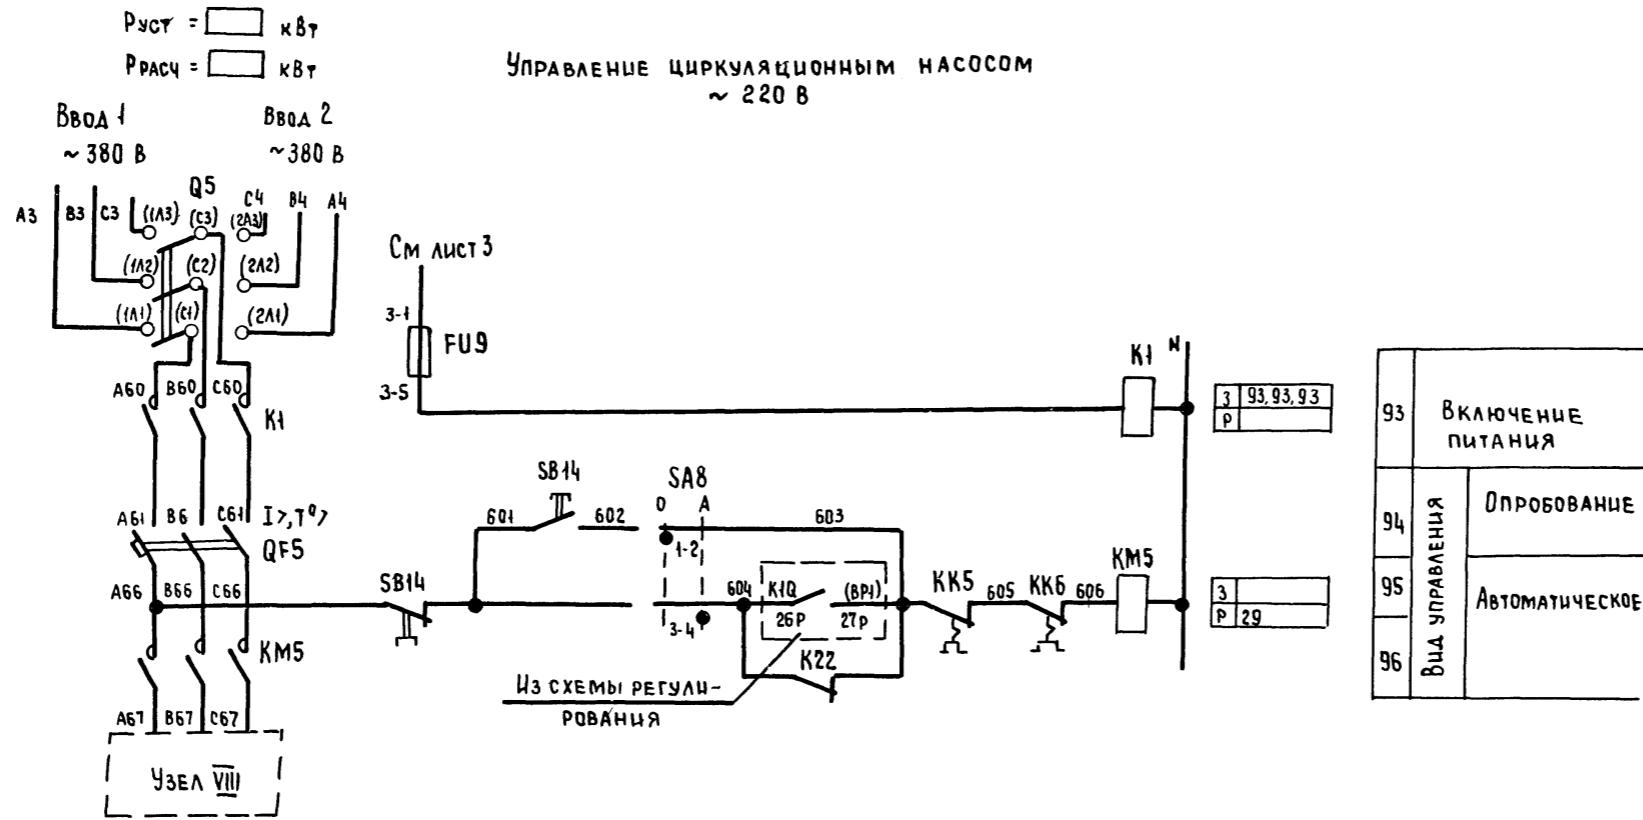 Руст = кВт
Ррасч = кВт
Управление циркуляционным насосом
~ 220 В
Ввод 1
~ 380 В
Ввод 2
~ 380 В
А3 В3 С3 Q5 С4 В4 А4
(1Л3) (С3) (2Л3)
(1Л2) (С2) (2Л2)
(1Л1) (С1) (2Л1)
См лист 3
3-1
FU9
3-5
А60 В60 С60
К1
К1 N
3 93,93,93
Р
93 Включение
питания
А61 В6 С61 I>,T°>
QF5
SB14
601 602
SA8
0 А
603
1-2
94 Опробование
А66 В66 С66
SB14
604 К1Q (ВР1)
26Р 27Р
3-4
КК5 605 КК6 606 КМ5
3
Р 29
95 Автоматическое
96
Вид управления
КМ5
К22
Из схемы регули-
рования
А67 В67 С67
Узел VIII